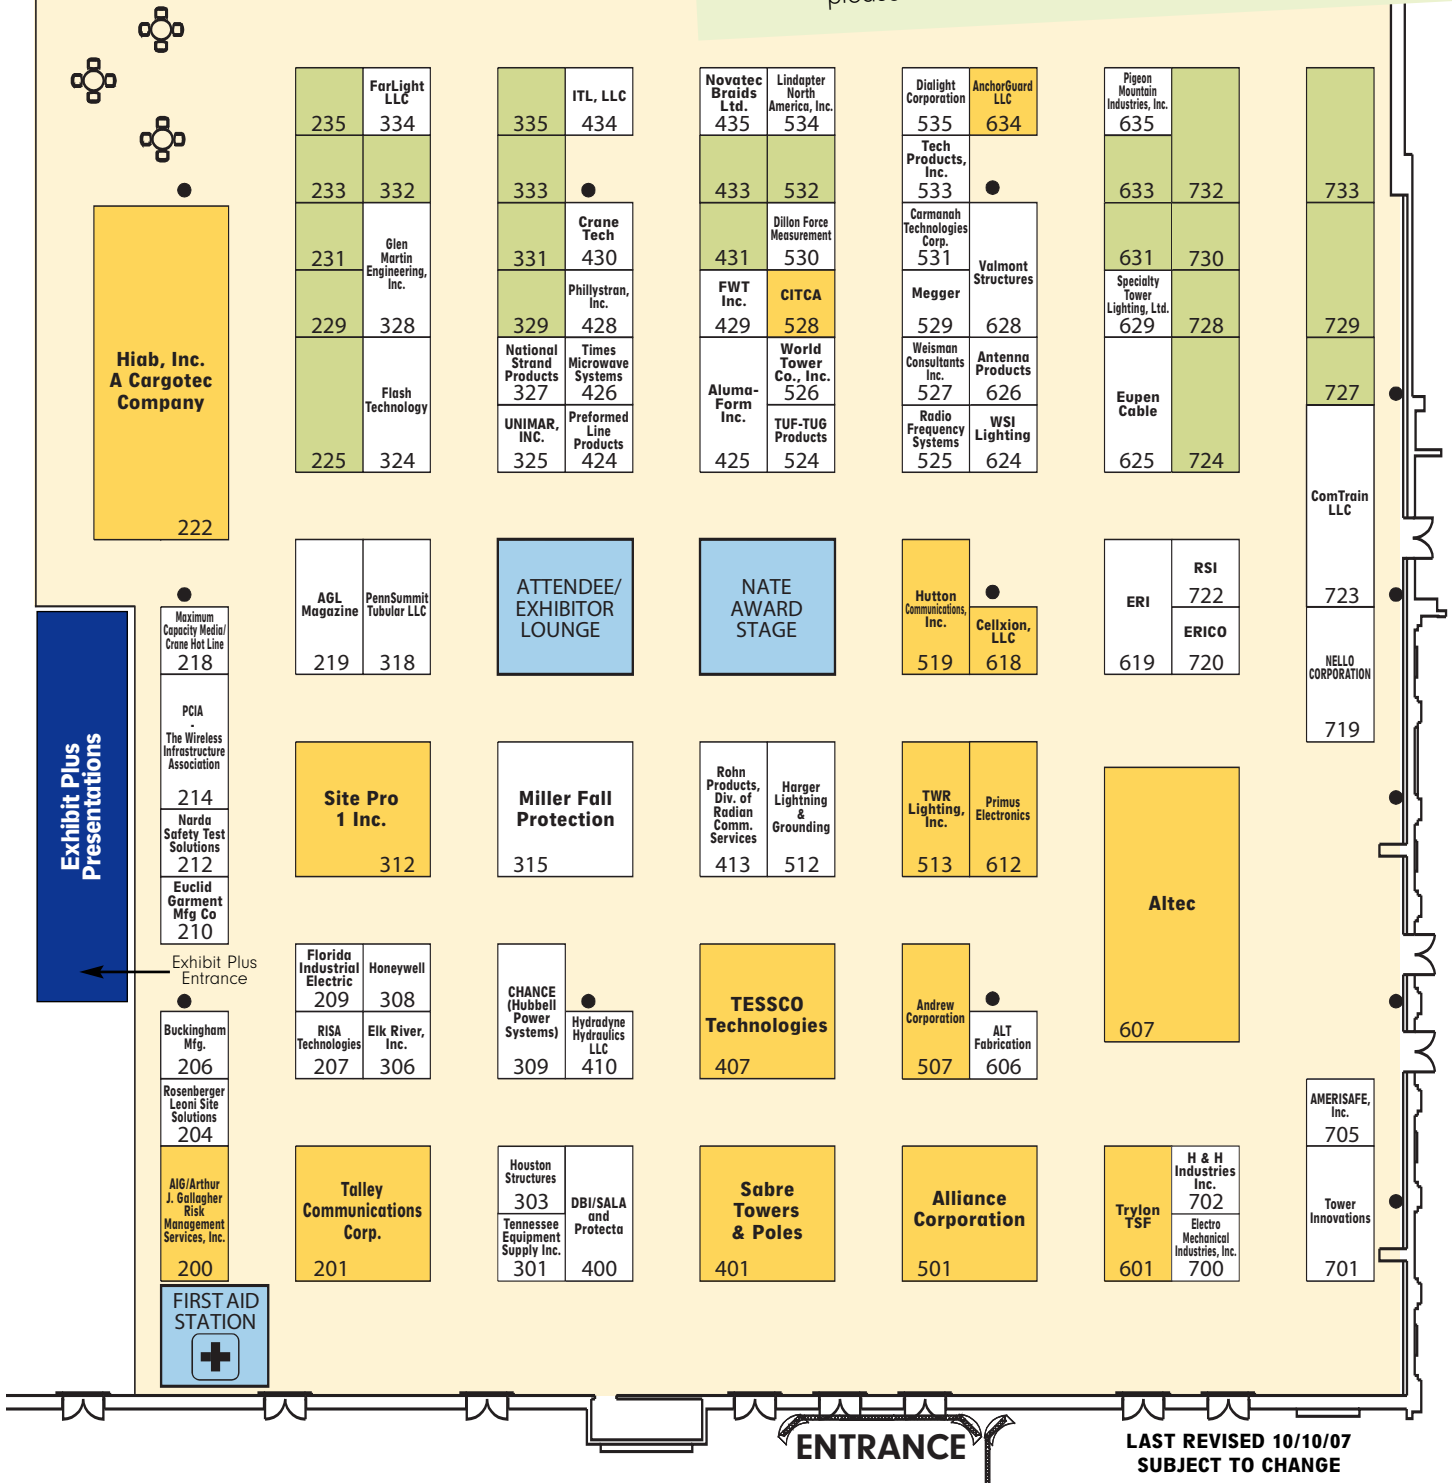 FarLight
LLC
235
334
ITL, LLC
335
434
Novatec
Braids
Ltd.
435
Lindapter
North
America, Inc.
534
Dialight
Corporation
535
AnchorGuard
LLC
634
Pigeon
Mountain
Industries, Inc.
635
233
332
333
433
532
Tech
Products,
Inc.
533
633
732
733
231
Glen
Martin
Engineering,
Inc.
328
331
Crane
Tech
430
431
Dillon Force
Measurement
530
Carmanah
Technologies
Corp.
531
Valmont
Structures
628
631
730
229
329
Phillystran,
Inc.
428
FWT
Inc.
429
CITCA
528
Megger
529
Specialty
Tower
Lighting, Ltd.
629
728
729
Hiab, Inc.
A Cargotec
Company
222
225
Flash
Technology
324
National
Strand
Products
327
Times
Microwave
Systems
426
Aluma-
Form
Inc.
425
World
Tower
Co., Inc.
526
Weisman
Consultants
Inc.
527
Antenna
Products
626
Eupen
Cable
625
724
727
UNIMAR,
INC.
325
Preformed
Line
Products
424
TUF-TUG
Products
524
Radio
Frequency
Systems
525
WSI
Lighting
624
ComTrain
LLC
723
AGL
Magazine
219
PennSummit
Tubular LLC
318
ATTENDEE/
EXHIBITOR
LOUNGE
NATE
AWARD
STAGE
Hutton
Communications,
Inc.
519
Cellxion,
LLC
618
ERI
619
RSI
722
ERICO
720
NELLO
CORPORATION
719
Maximum
Capacity Media/
Crane Hot Line
218
PCIA
-
The Wireless
Infrastructure
Association
214
Narda
Safety Test
Solutions
212
Euclid
Garment
Mfg Co
210
Exhibit Plus
Presentations
Exhibit Plus
Entrance
Site Pro
1 Inc.
312
Miller Fall
Protection
315
Rohn
Products,
Div. of
Radian
Comm.
Services
413
Harger
Lightning
&
Grounding
512
TWR
Lighting,
Inc.
513
Primus
Electronics
612
Altec
607
Florida
Industrial
Electric
209
Honeywell
308
RISA
Technologies
207
Elk River,
Inc.
306
CHANCE
(Hubbell
Power
Systems)
309
Hydradyne
Hydraulics
LLC
410
TESSCO
Technologies
407
Andrew
Corporation
507
ALT
Fabrication
606
Buckingham
Mfg.
206
Rosenberger
Leoni Site
Solutions
204
AIG/Arthur
J. Gallagher
Risk
Management
Services, Inc.
200
Talley
Communications
Corp.
201
Houston
Structures
303
Tennessee
Equipment
Supply Inc.
301
DBI/SALA
and
Protecta
400
Sabre
Towers
& Poles
401
Alliance
Corporation
501
Trylon
TSF
601
H & H
Industries
Inc.
702
Electro
Mechanical
Industries, Inc.
700
AMERISAFE,
Inc.
705
Tower
Innovations
701
FIRST AID
STATION
ENTRANCE
LAST REVISED 10/10/07
SUBJECT TO CHANGE